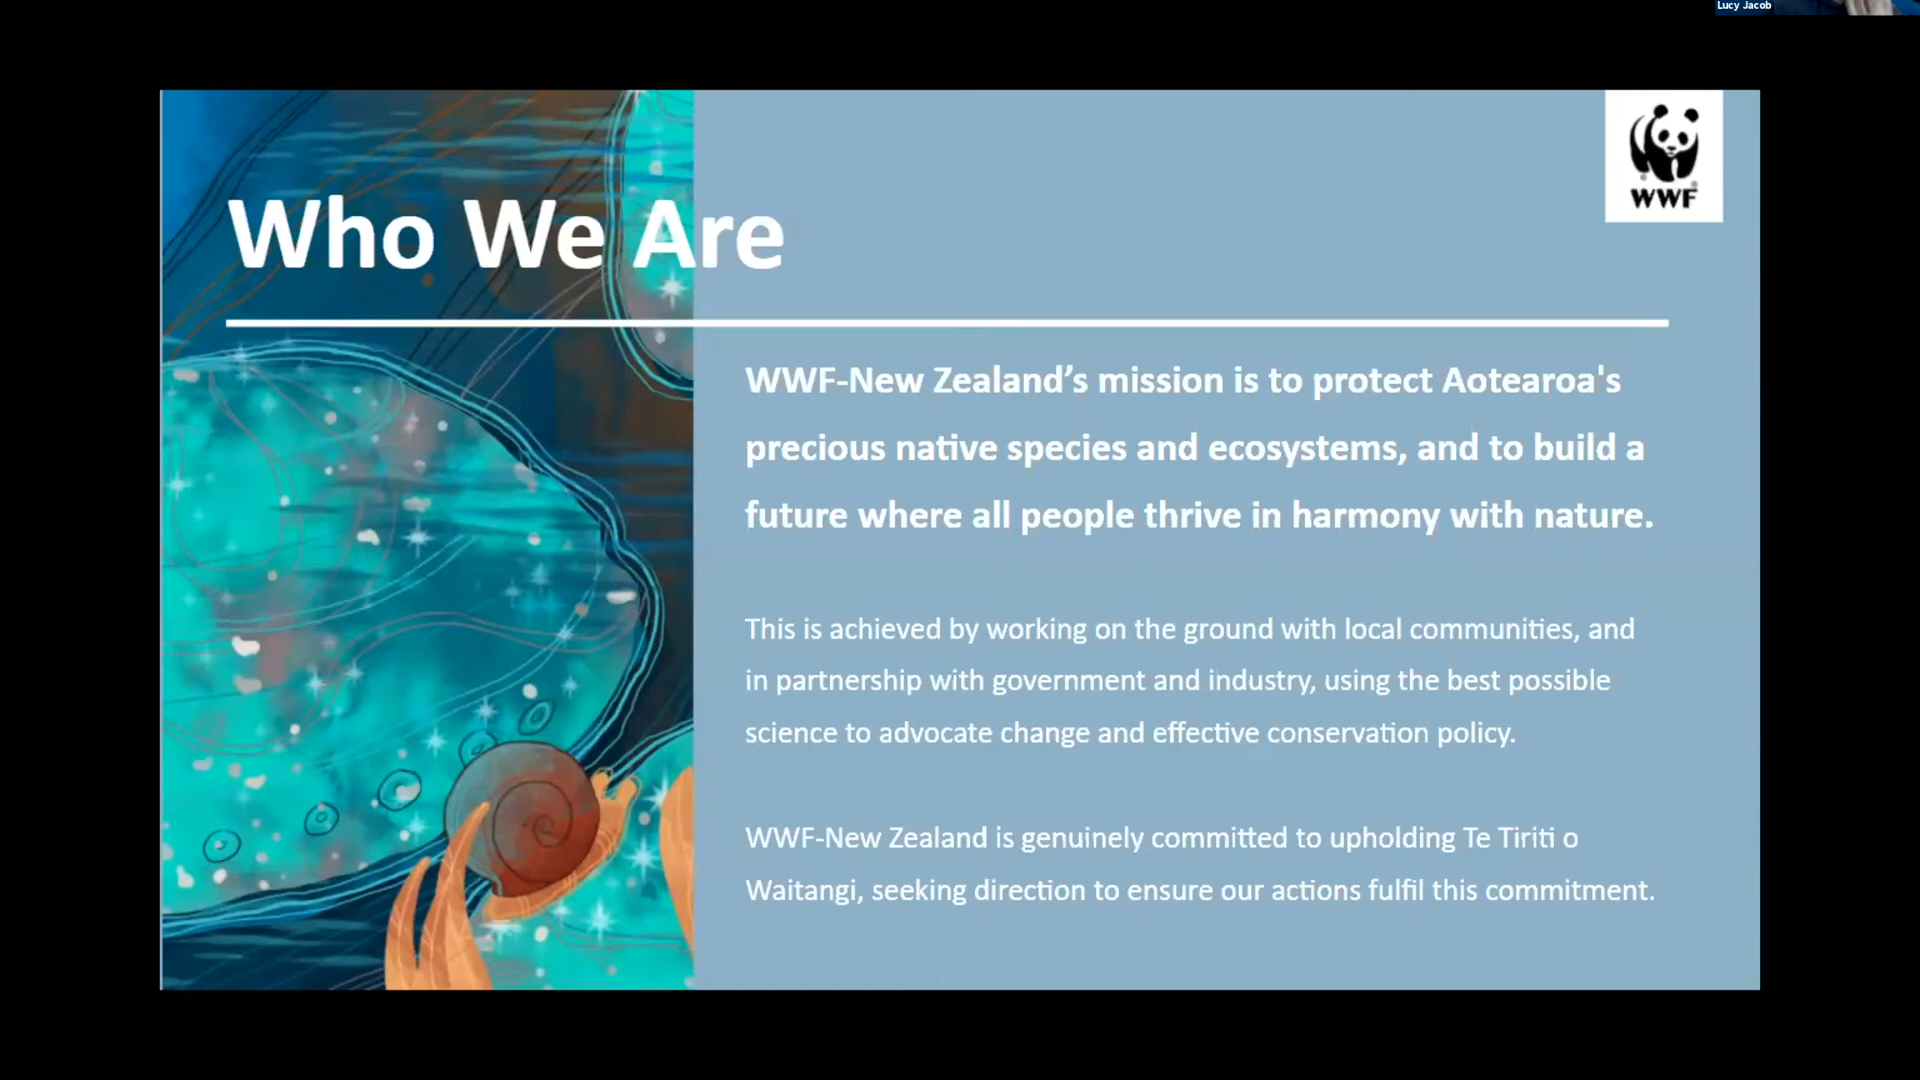 Lucy Jacob
WWF
Who We Are
WWF-New Zealand’s mission is to protect Aotearoa's
precious native species and ecosystems, and to build a
future where all people thrive in harmony with nature.
This is achieved by working on the ground with local communities, and
in partnership with government and industry, using the best possible
science to advocate change and effective conservation policy.
WWF-New Zealand is genuinely committed to upholding Te Tiriti o
Waitangi, seeking direction to ensure our actions fulfil this commitment.